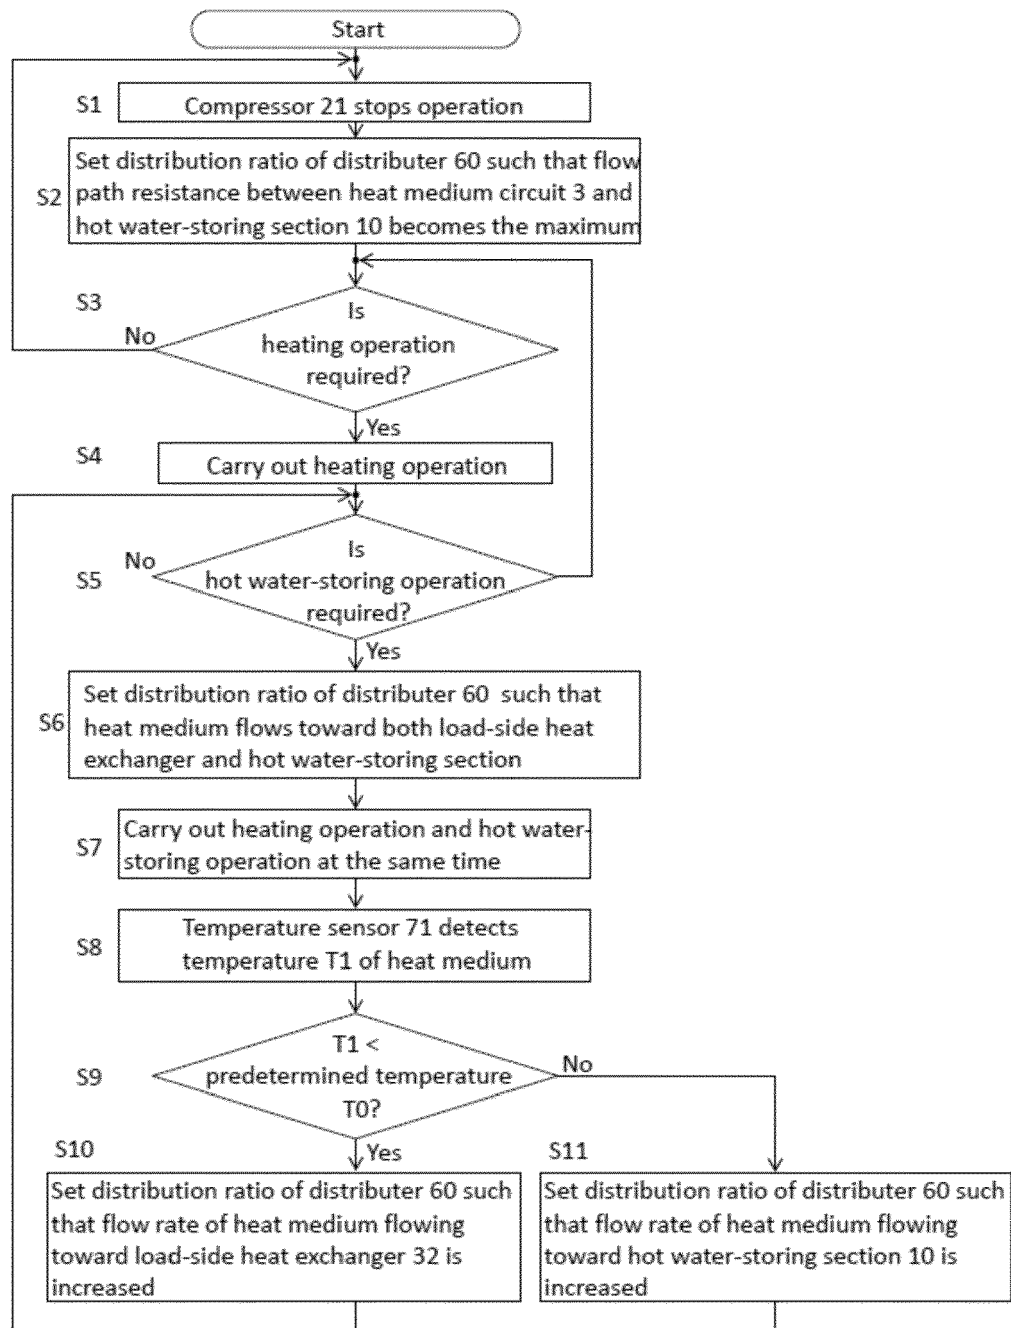 Start
S1
Compressor 21 stops operation
S2
Set distribution ratio of distributer 60 such that flow
path resistance between heat medium circuit 3 and
hot water-storing section 10 becomes the maximum
S3
No
Is
heating operation
required?
Yes
S4
Carry out heating operation
No
S5
Is
hot water-storing operation
required?
Yes
S6
Set distribution ratio of distributer 60 such that
heat medium flows toward both load-side heat
exchanger and hot water-storing section
S7
Carry out heating operation and hot water-
storing operation at the same time
S8
Temperature sensor 71 detects
temperature T1 of heat medium
S9
T1 <
predetermined temperature
T0?
No
Yes
S10
Set distribution ratio of distributer 60 such
that flow rate of heat medium flowing
toward load-side heat exchanger 32 is
increased
S11
Set distribution ratio of distributer 60 such
that flow rate of heat medium flowing
toward hot water-storing section 10 is
increased